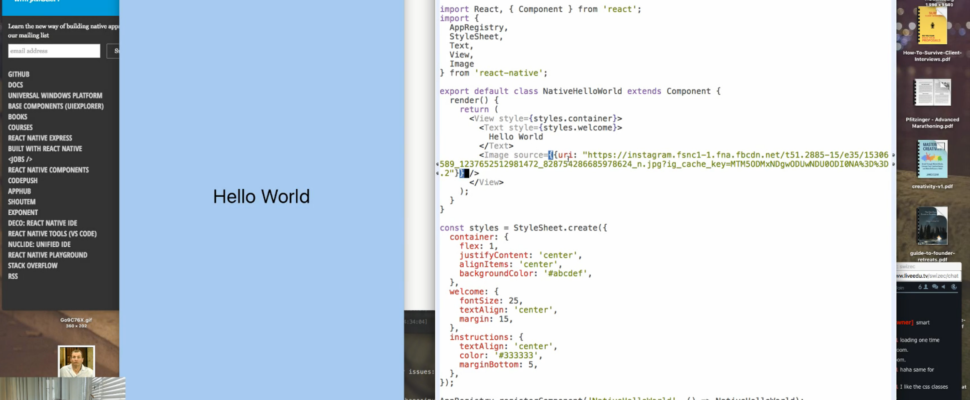 Learn the new way of building native app
our mailing list
email address
GITHUB
DOCS
UNIVERSAL WINDOWS PLATFORM
BASE COMPONENTS (UIEXPLORER)
BOOKS
COURSES
REACT NATIVE EXPRESS
BUILT WITH REACT NATIVE
</JOBS />
REACT NATIVE COMPONENTS
CODEPUSH
APPHUB
SHOUTEM
EXPONENT
DECO: REACT NATIVE IDE
REACT NATIVE TOOLS (VS CODE)
NUCLIDE: UNIFIED IDE
REACT NATIVE PLAYGROUND
STACK OVERFLOW
RSS
Hello World
import React, { Component } from 'react';
import {
AppRegistry,
StyleSheet,
Text,
View,
Image
} from 'react-native';
export default class NativeHelloWorld extends Component {
render() {
return (
<View style={styles.container}>
<Text style={styles.welcome}>
Hello World
</Text>
<Image source={{uri: "https://instagram.fsnc1-1.fna.fbcdn.net/t51.2885-15/e35/15306
589_1237652512981472_828754286685978624_n.jpg?ig_cache_key=MTM5ODMxNDgwODUwNDU0ODI0NA%3D%3D
.2"}} />
</View>
);
}
}
const styles = StyleSheet.create({
container: {
flex: 1,
justifyContent: 'center',
alignItems: 'center',
backgroundColor: '#abcdef',
},
welcome: {
fontSize: 25,
textAlign: 'center',
margin: 15,
},
instructions: {
textAlign: 'center',
color: '#333333',
marginBottom: 5,
},
});
AppRegistry.registerComponent('NativeHelloWorld', () => NativeHelloWorld);
How-To-Survive-Client-
Interviews.pdf
Pfitzinger - Advanced
Marathoning.pdf
creativity-v1.pdf
guide-to-founder-
retreats.pdf
issues:
smart
loading one time
haha same for
I like the css classes